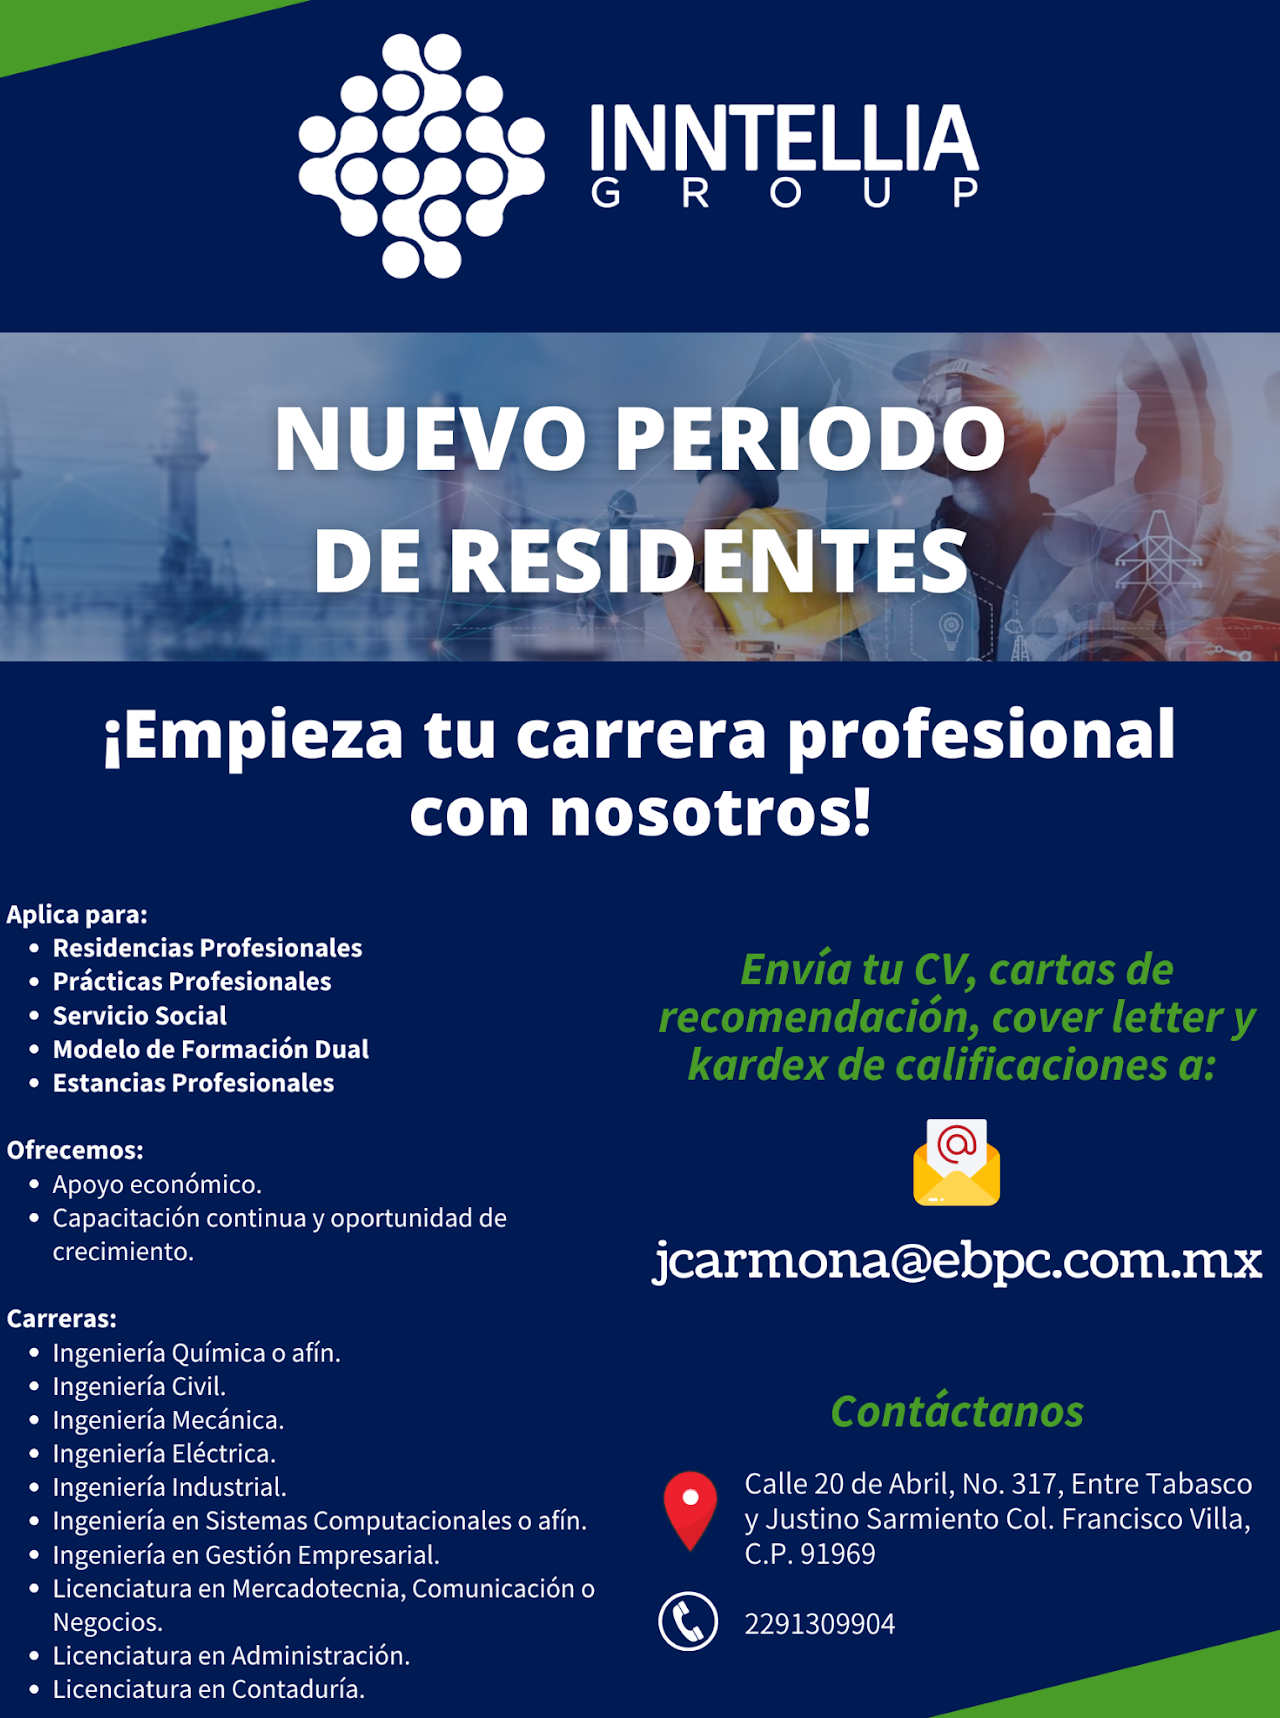 INNTELLIA
GROUP
NUEVO PERIODO
DE RESIDENTES
¡Empieza tu carrera profesional
con nosotros!
Aplica para:
• Residencias Profesionales
• Prácticas Profesionales
• Servicio Social
• Modelo de Formación Dual
• Estancias Profesionales
Ofrecemos:
• Apoyo económico.
• Capacitación continua y oportunidad de
crecimiento.
Carreras:
• Ingeniería Química o afín.
• Ingeniería Civil.
• Ingeniería Mecánica.
• Ingeniería Eléctrica.
• Ingeniería Industrial.
• Ingeniería en Sistemas Computacionales o afín.
• Ingeniería en Gestión Empresarial.
• Licenciatura en Mercadotecnia, Comunicación o
Negocios.
• Licenciatura en Administración.
• Licenciatura en Contaduría.
Envía tu CV, cartas de
recomendación, cover letter y
kardex de calificaciones a:
@
jcarmona@ebpc.com.mx
Contáctanos
Calle 20 de Abril, No. 317, Entre Tabasco
y Justino Sarmiento Col. Francisco Villa,
C.P. 91969
2291309904